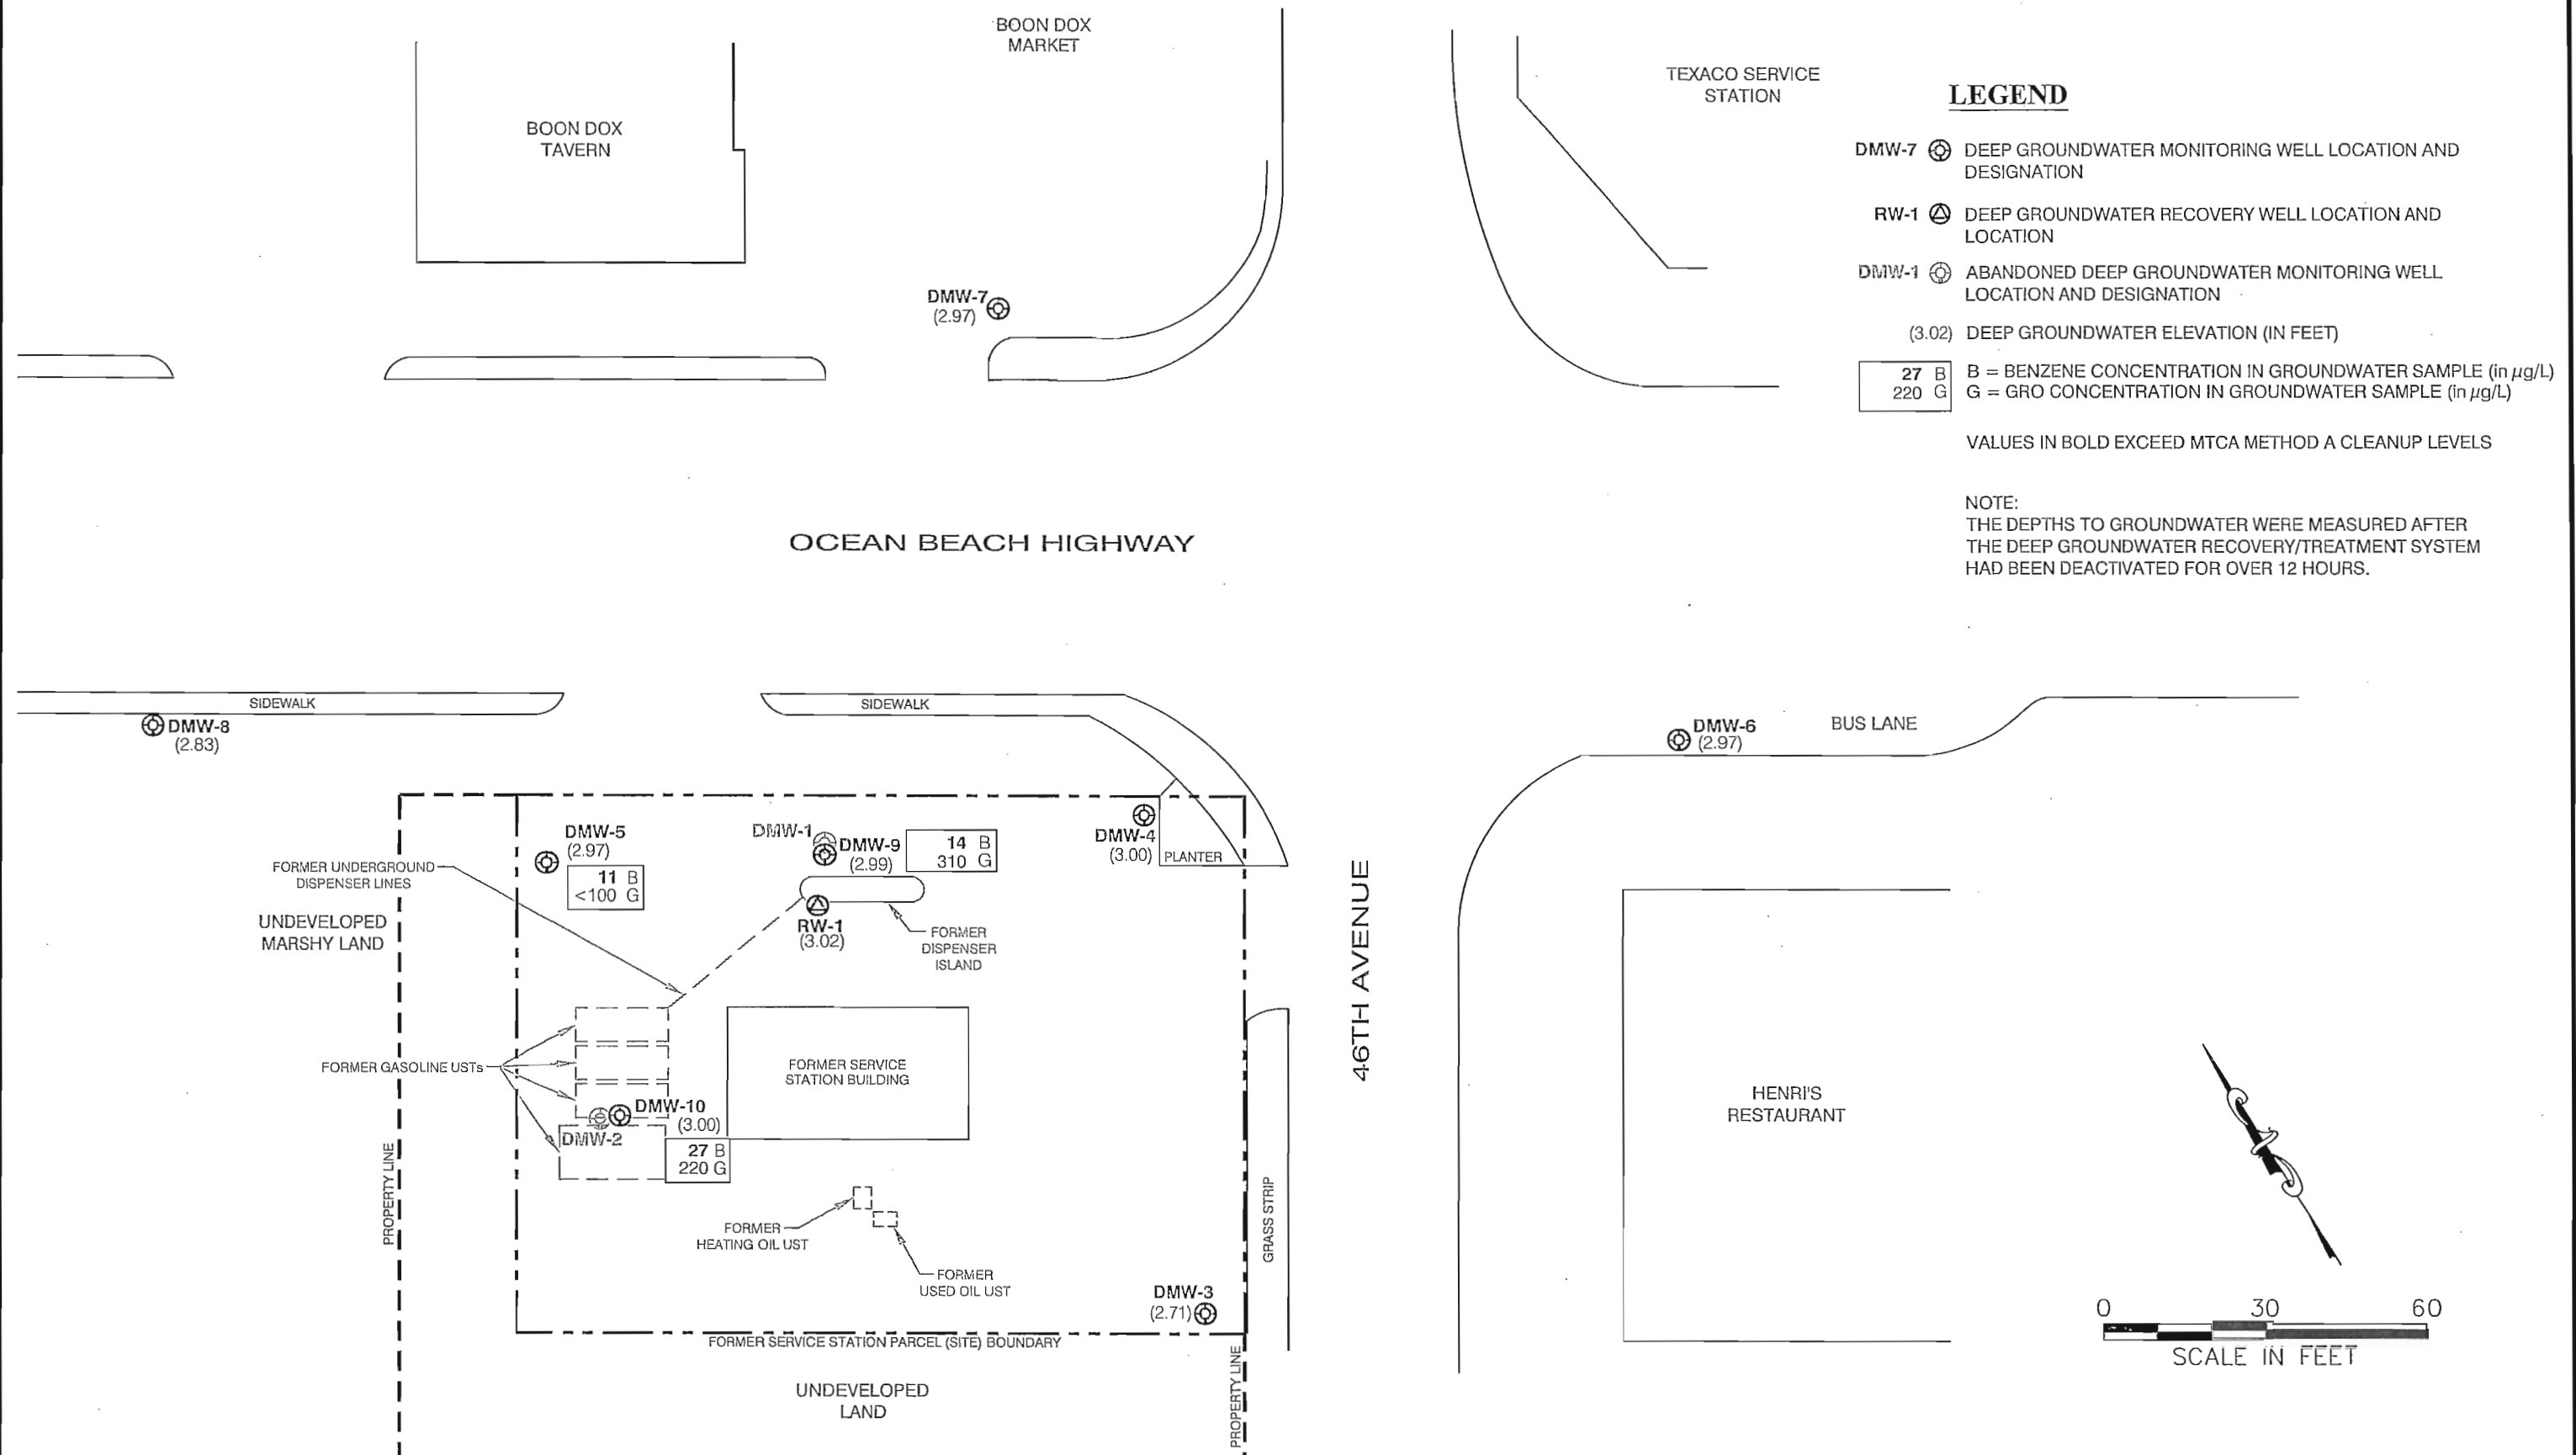 BOON DOX
MARKET
BOON DOX
TAVERN
TEXACO SERVICE
STATION
LEGEND
DMW-7 DEEP GROUNDWATER MONITORING WELL LOCATION AND
DESIGNATION
RW-1 DEEP GROUNDWATER RECOVERY WELL LOCATION AND
LOCATION
DMW-1 ABANDONED DEEP GROUNDWATER MONITORING WELL
LOCATION AND DESIGNATION
(3.02) DEEP GROUNDWATER ELEVATION (IN FEET)
27 B B = BENZENE CONCENTRATION IN GROUNDWATER SAMPLE (in µg/L)
220 G G = GRO CONCENTRATION IN GROUNDWATER SAMPLE (in µg/L)
VALUES IN BOLD EXCEED MTCA METHOD A CLEANUP LEVELS
NOTE:
THE DEPTHS TO GROUNDWATER WERE MEASURED AFTER
THE DEEP GROUNDWATER RECOVERY/TREATMENT SYSTEM
HAD BEEN DEACTIVATED FOR OVER 12 HOURS.
DMW-7
(2.97)
OCEAN BEACH HIGHWAY
SIDEWALK
SIDEWALK
DMW-8
(2.83)
DMW-6
(2.97)
BUS LANE
DMW-5
(2.97)
11 B
<100 G
DMW-1
DMW-9
(2.99)
14 B
310 G
DMW-4
(3.00)
PLANTER
FORMER UNDERGROUND
DISPENSER LINES
UNDEVELOPED
MARSHY LAND
RW-1
(3.02)
FORMER
DISPENSER
ISLAND
46TH AVENUE
FORMER GASOLINE USTs
FORMER SERVICE
STATION BUILDING
DMW-10
(3.00)
DMW-2
27 B
220 G
HENRI'S
RESTAURANT
PROPERTY LINE
GRASS STRIP
FORMER
HEATING OIL UST
FORMER
USED OIL UST
DMW-3
(2.71)
FORMER SERVICE STATION PARCEL (SITE) BOUNDARY
PROPERTY LINE
UNDEVELOPED
LAND
0 30 60
SCALE IN FEET